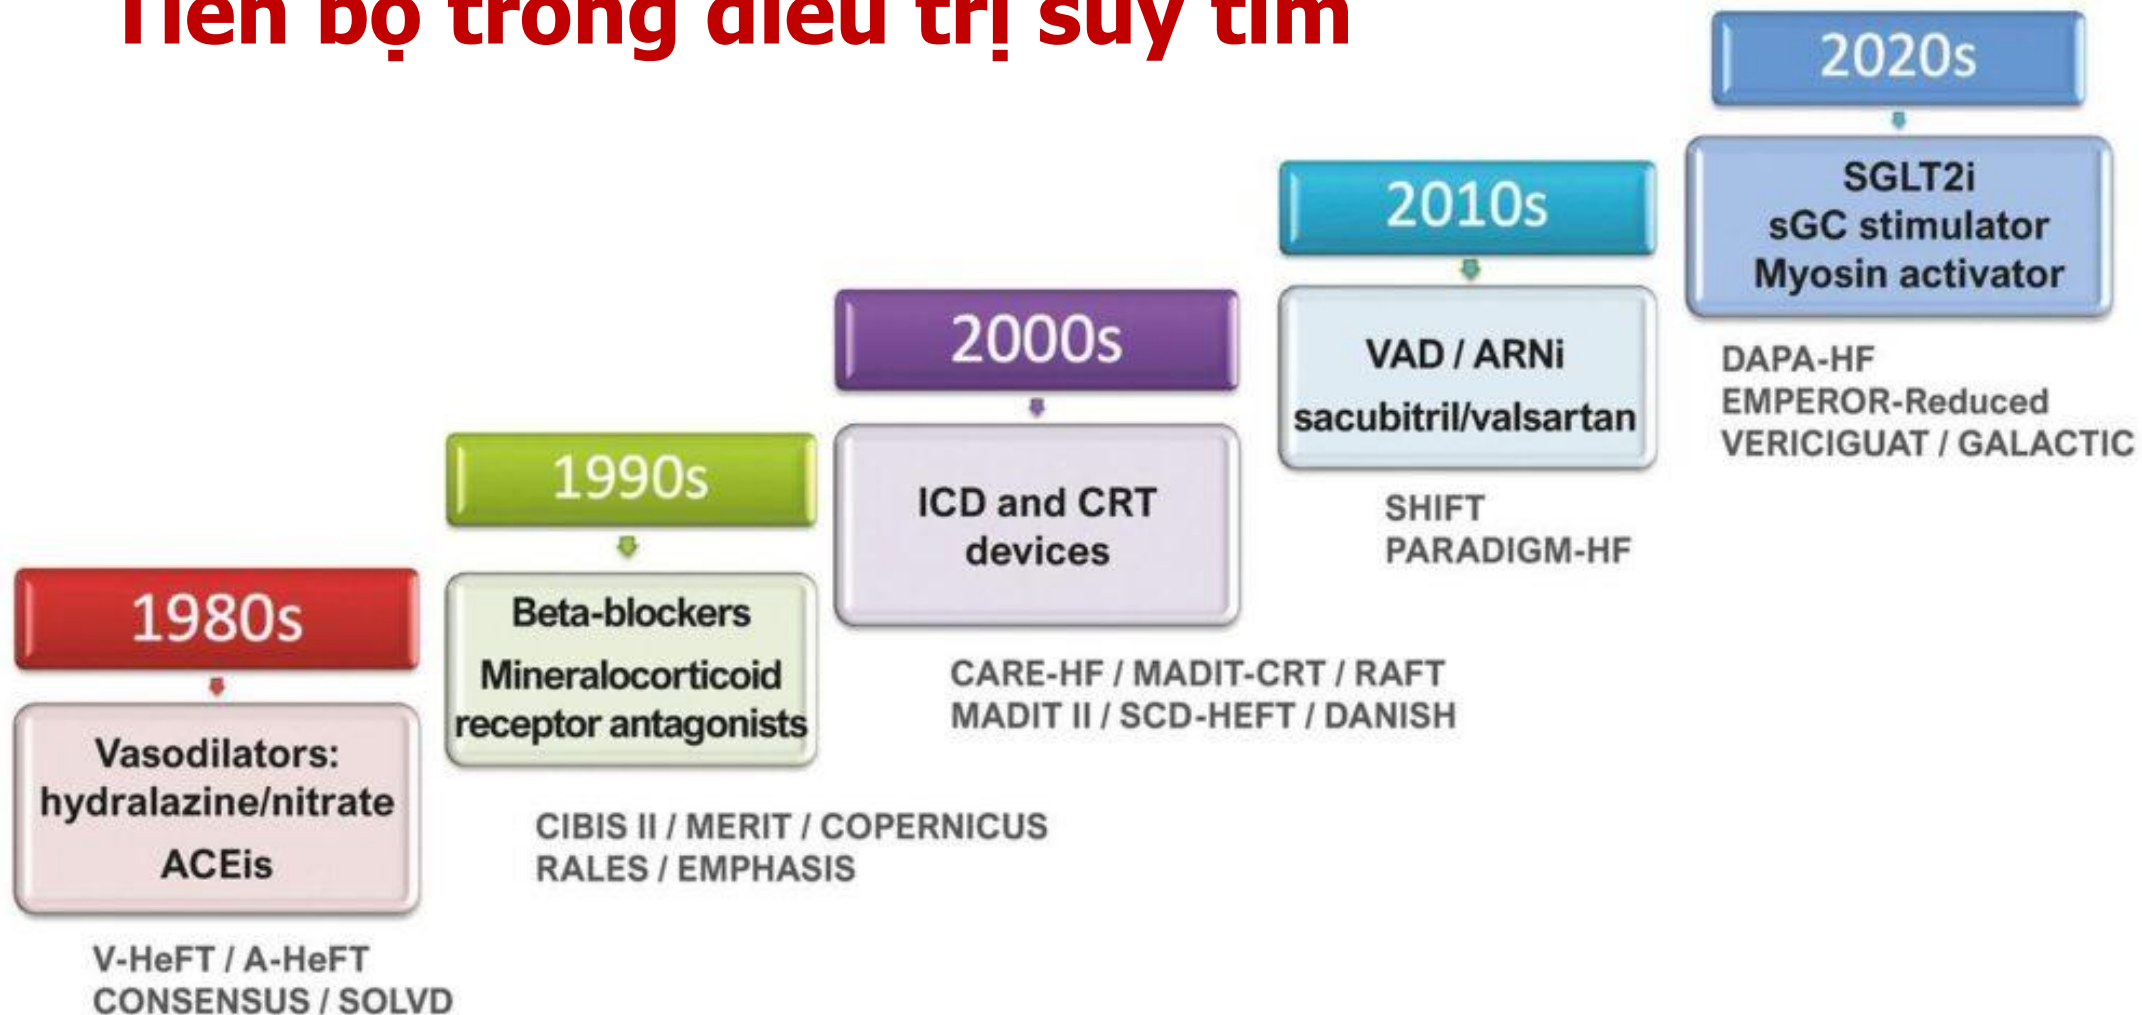 Tiến bộ trong điều trị suy tim
1980s
Vasodilators:
hydralazine/nitrate
ACEis
V-HeFT / A-HeFT
CONSENSUS / SOLVD
1990s
Beta-blockers
Mineralocorticoid
receptor antagonists
CIBIS II / MERIT / COPERNICUS
RALES / EMPHASIS
2000s
ICD and CRT
devices
CARE-HF / MADIT-CRT / RAFT
MADIT II / SCD-HEFT / DANISH
2010s
VAD / ARNi
sacubitril/valsartan
SHIFT
PARADIGM-HF
2020s
SGLT2i
sGC stimulator
Myosin activator
DAPA-HF
EMPEROR-Reduced
VERICIGUAT / GALACTIC